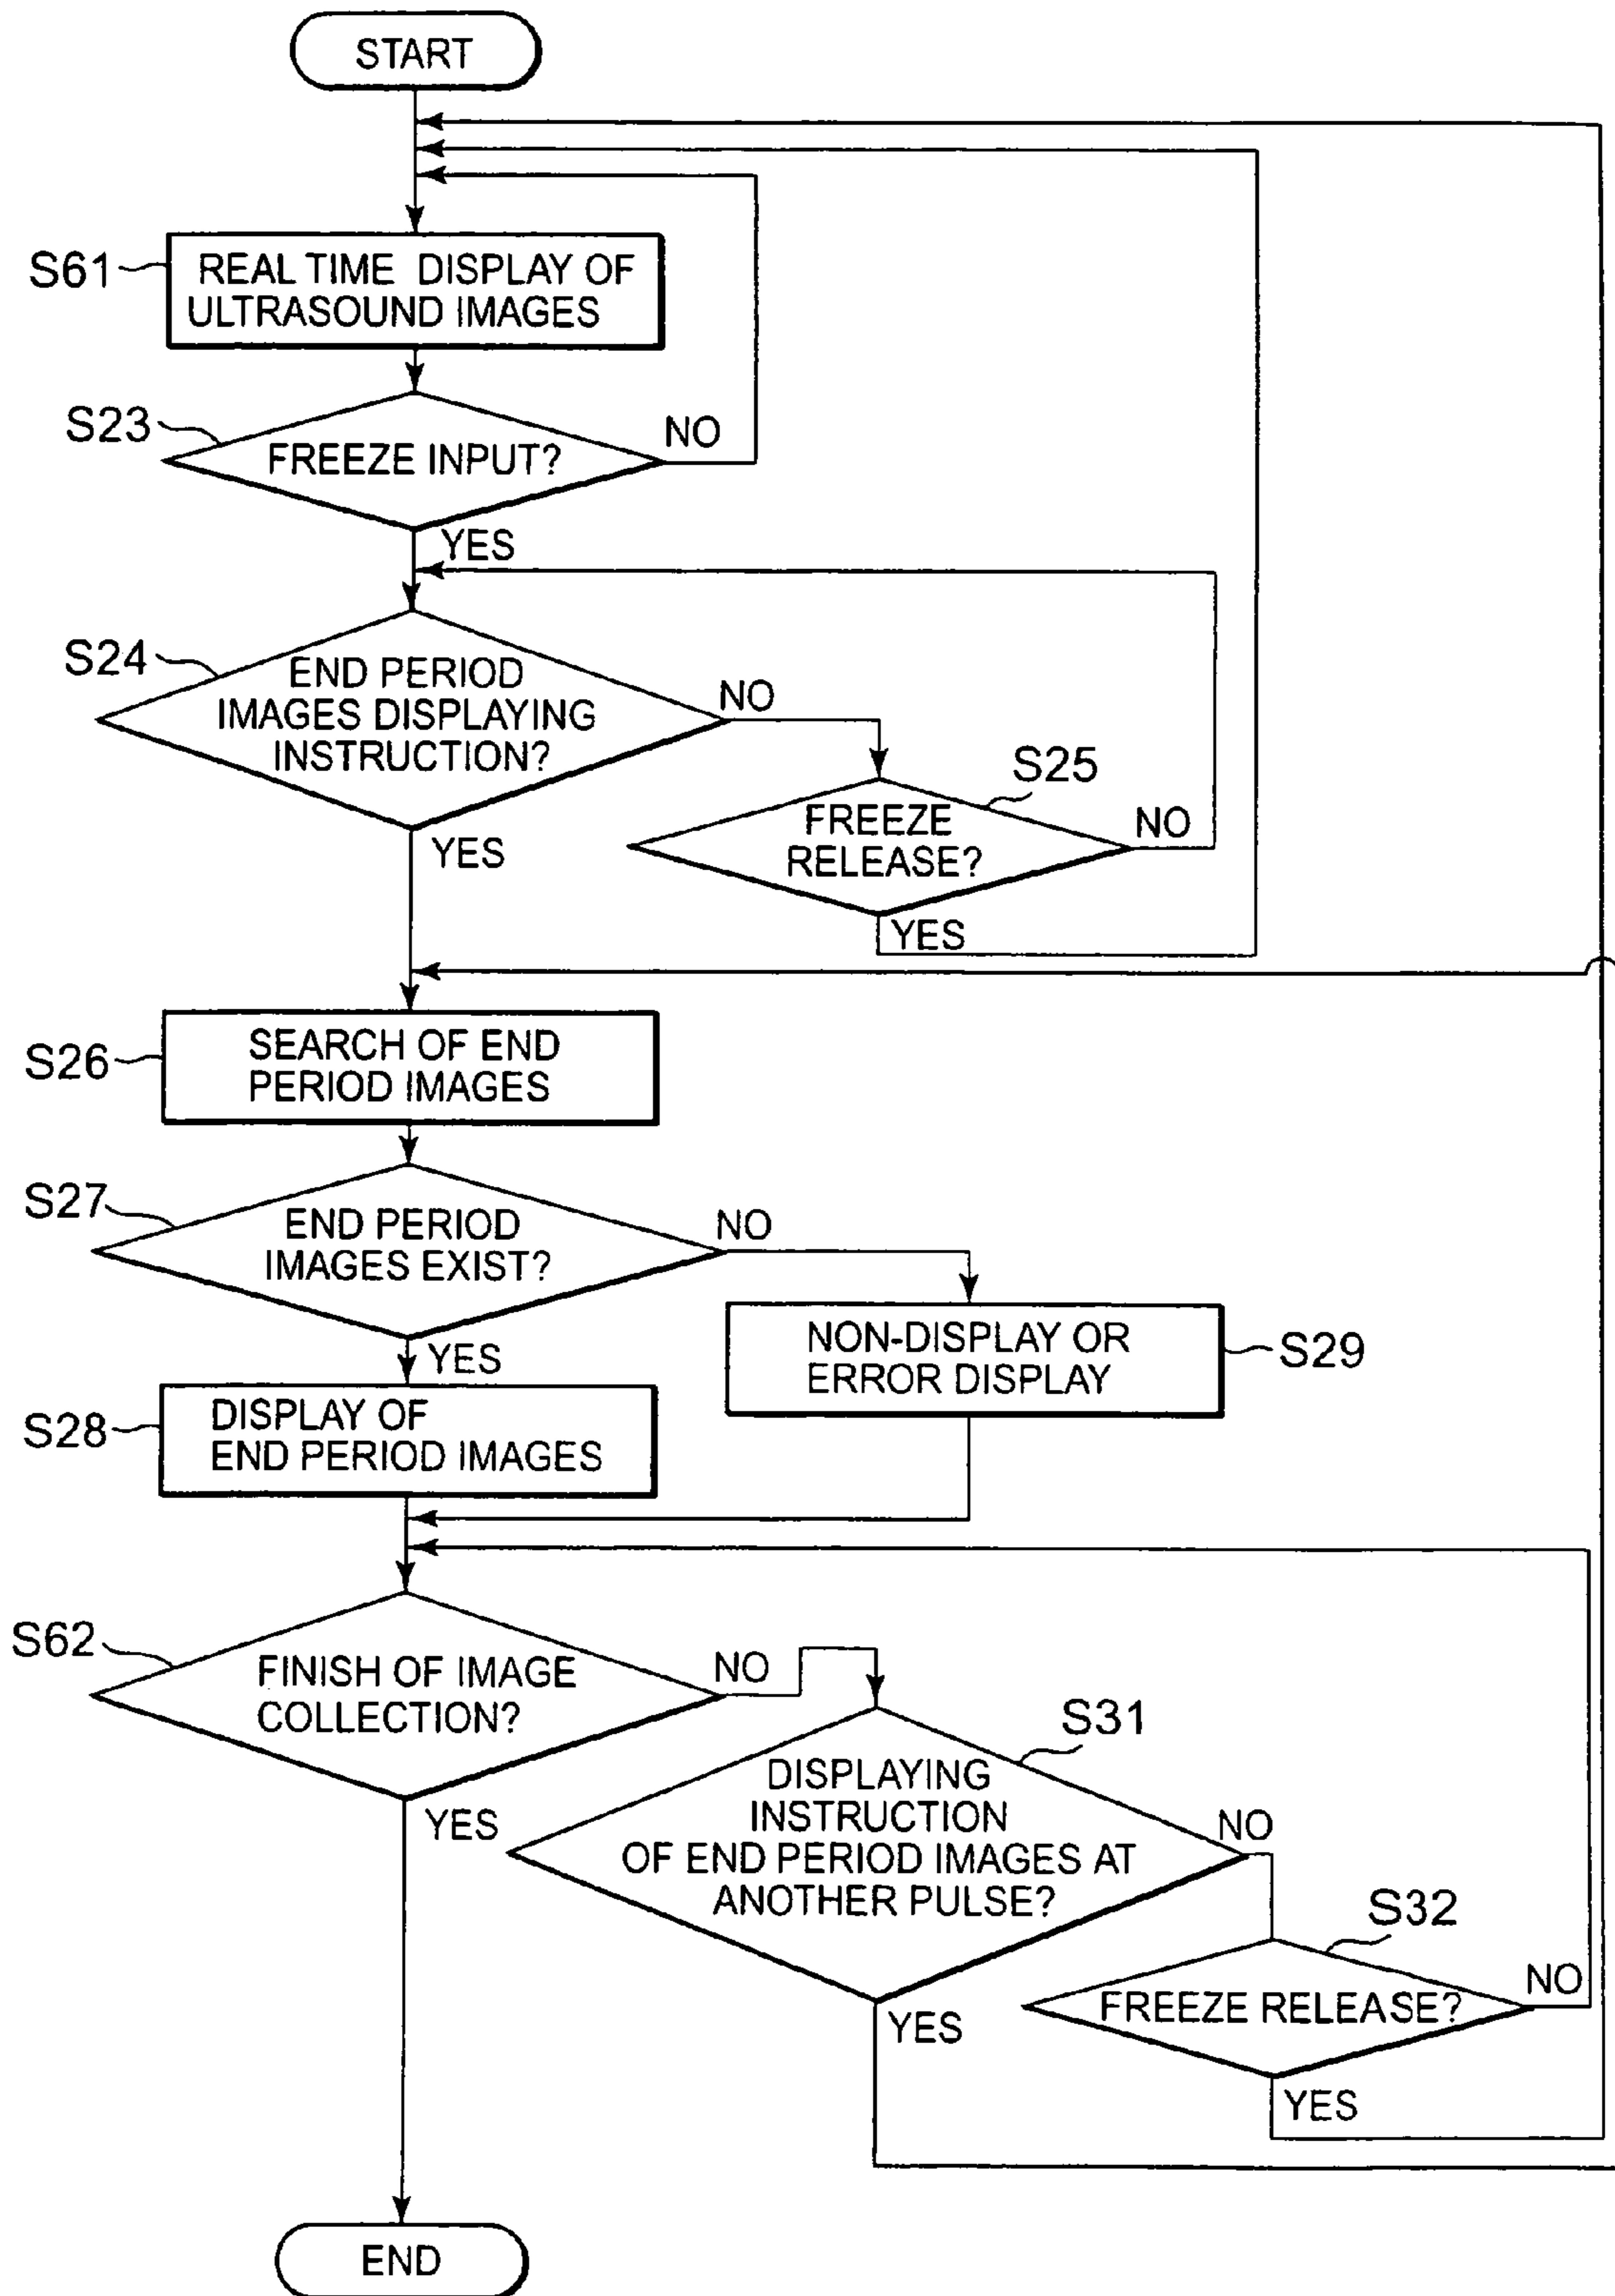 START
S61
REAL TIME DISPLAY OF
ULTRASOUND IMAGES
S23
FREEZE INPUT?
NO
YES
S24
END PERIOD
IMAGES DISPLAYING
INSTRUCTION?
NO
YES
S25
FREEZE
RELEASE?
NO
YES
S26
SEARCH OF END
PERIOD IMAGES
S27
END PERIOD
IMAGES EXIST?
NO
YES
S29
NON-DISPLAY OR
ERROR DISPLAY
S28
DISPLAY OF
END PERIOD IMAGES
S62
FINISH OF IMAGE
COLLECTION?
NO
YES
S31
DISPLAYING
INSTRUCTION
OF END PERIOD IMAGES AT
ANOTHER PULSE?
NO
YES
S32
FREEZE RELEASE?
NO
YES
END